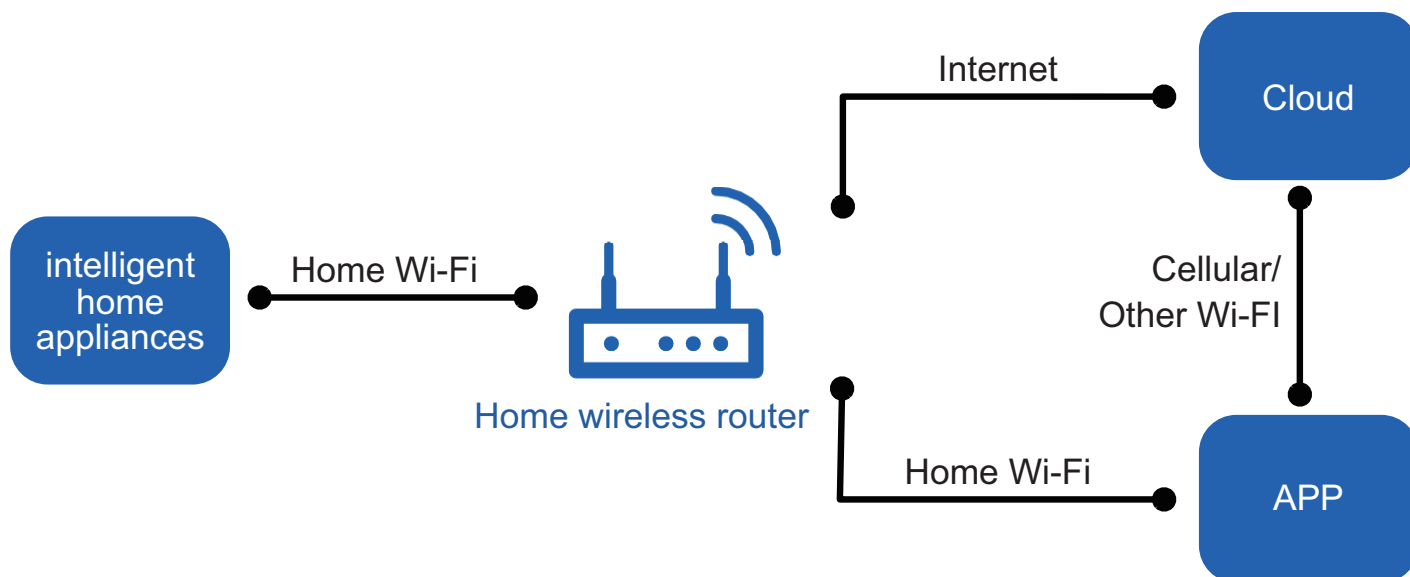 Internet
Cloud
intelligent
home
appliances
Home Wi-Fi
Cellular/
Other Wi-FI
Home wireless router
Home Wi-Fi
APP